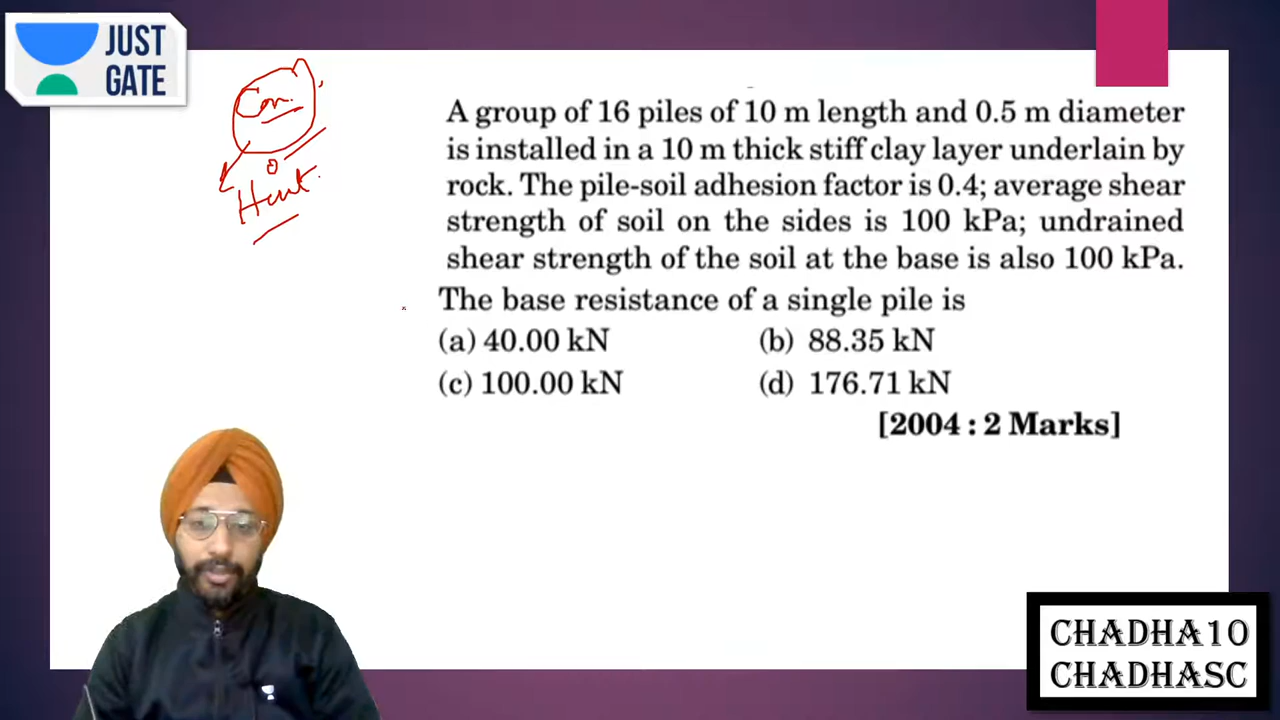 JUST
GATE
Con.
A group of 16 piles of 10 m length and 0.5 m diameter
is installed in a 10 m thick stiff clay layer underlain by
rock. The pile-soil adhesion factor is 0.4; average shear
strength of soil on the sides is 100 kPa; undrained
shear strength of the soil at the base is also 100 kPa.
The base resistance of a single pile is
(a) 40.00 kN
(b) 88.35 kN
(c) 100.00 kN
(d) 176.71 kN
[2004 : 2 Marks]
CHADHA10
CHADHASC